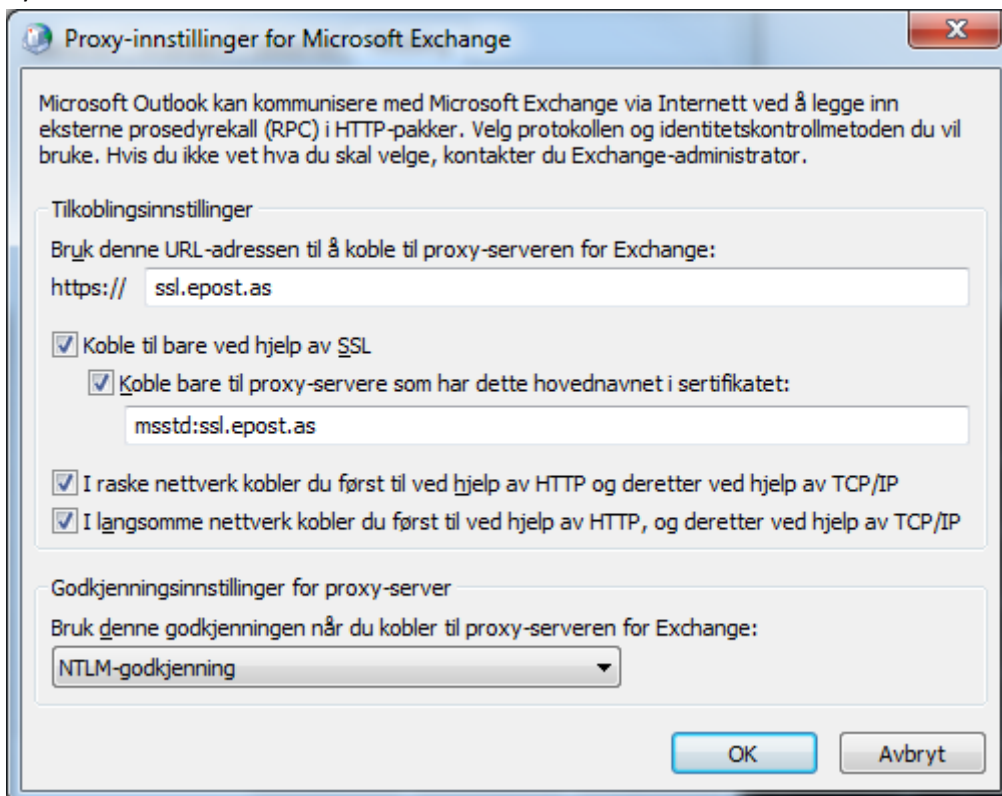 Proxy-innstillinger for Microsoft Exchange
Microsoft Outlook kan kommunisere med Microsoft Exchange via Internett ved å legge inn
eksterne prosedyrekall (RPC) i HTTP-pakker. Velg protokollen og identitetskontrollmetoden du vil
bruke. Hvis du ikke vet hva du skal velge, kontakter du Exchange-administrator.
Tilkoblingsinnstillinger
Bruk denne URL-adressen til å koble til proxy-serveren for Exchange:
https:// ssl.epost.as
Koble til bare ved hjelp av SSL
Koble bare til proxy-servere som har dette hovednavnet i sertifikatet:
msstd:ssl.epost.as
I raske nettverk kobler du først til ved hjelp av HTTP og deretter ved hjelp av TCP/IP
I langsomme nettverk kobler du først til ved hjelp av HTTP, og deretter ved hjelp av TCP/IP
Godkjenningsinnstillinger for proxy-server
Bruk denne godkjenningen når du kobler til proxy-serveren for Exchange:
NTLM-godkjenning
OK Avbryt